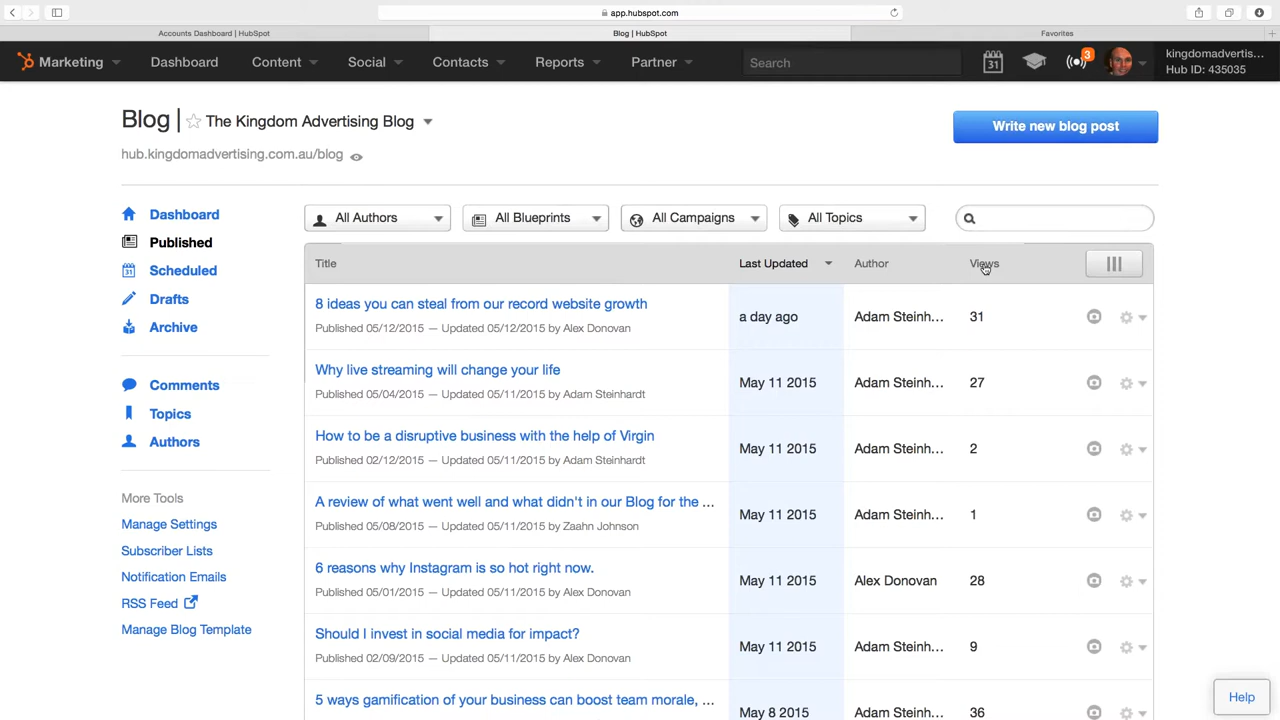 app.hubspot.com
Accounts Dashboard | HubSpot
Blog | HubSpot
Favorites
Marketing
Dashboard
Content
Social
Contacts
Reports
Partner
Search
31
3
kingdomadvertis...
Hub ID: 435035
Blog | The Kingdom Advertising Blog
Write new blog post
hub.kingdomadvertising.com.au/blog
Dashboard
Published
Scheduled
Drafts
Archive
Comments
Topics
Authors
More Tools
Manage Settings
Subscriber Lists
Notification Emails
RSS Feed
Manage Blog Template
All Authors
All Blueprints
All Campaigns
All Topics
Title
Last Updated
Author
Views
8 ideas you can steal from our record website growth
Published 05/12/2015 — Updated 05/12/2015 by Alex Donovan
a day ago
Adam Steinh...
31
Why live streaming will change your life
Published 05/04/2015 — Updated 05/11/2015 by Adam Steinhardt
May 11 2015
Adam Steinh...
27
How to be a disruptive business with the help of Virgin
Published 02/12/2015 — Updated 05/11/2015 by Adam Steinhardt
May 11 2015
Adam Steinh...
2
A review of what went well and what didn't in our Blog for the ...
Published 05/08/2015 — Updated 05/11/2015 by Zaahn Johnson
May 11 2015
Adam Steinh...
1
6 reasons why Instagram is so hot right now.
Published 05/01/2015 — Updated 05/11/2015 by Alex Donovan
May 11 2015
Alex Donovan
28
Should I invest in social media for impact?
Published 02/09/2015 — Updated 05/11/2015 by Alex Donovan
May 11 2015
Adam Steinh...
9
5 ways gamification of your business can boost team morale, ...
May 8 2015
Adam Steinh...
36
Help